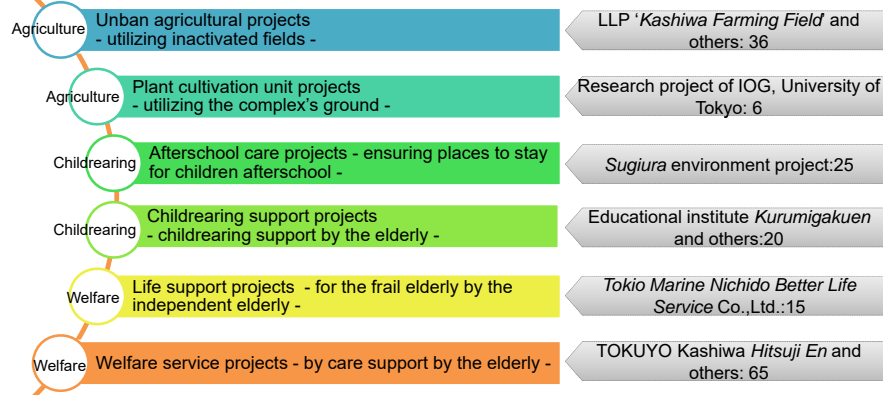 Agriculture
Unban agricultural projects
- utilizing inactivated fields -
LLP ‘Kashiwa Farming Field’ and
others: 36
Agriculture
Plant cultivation unit projects
- utilizing the complex’s ground -
Research project of IOG, University of
Tokyo: 6
Childrearing
Afterschool care projects - ensuring places to stay
for children afterschool -
Sugiura environment project:25
Childrearing
Childrearing support projects
- childrearing support by the elderly -
Educational institute Kurumigakuen
and others:20
Welfare
Life support projects  - for the frail elderly by the
independent elderly -
Tokio Marine Nichido Better Life
Service Co.,Ltd.:15
Welfare
Welfare service projects - by care support by the elderly -
TOKUYO Kashiwa Hitsuji En and
others: 65